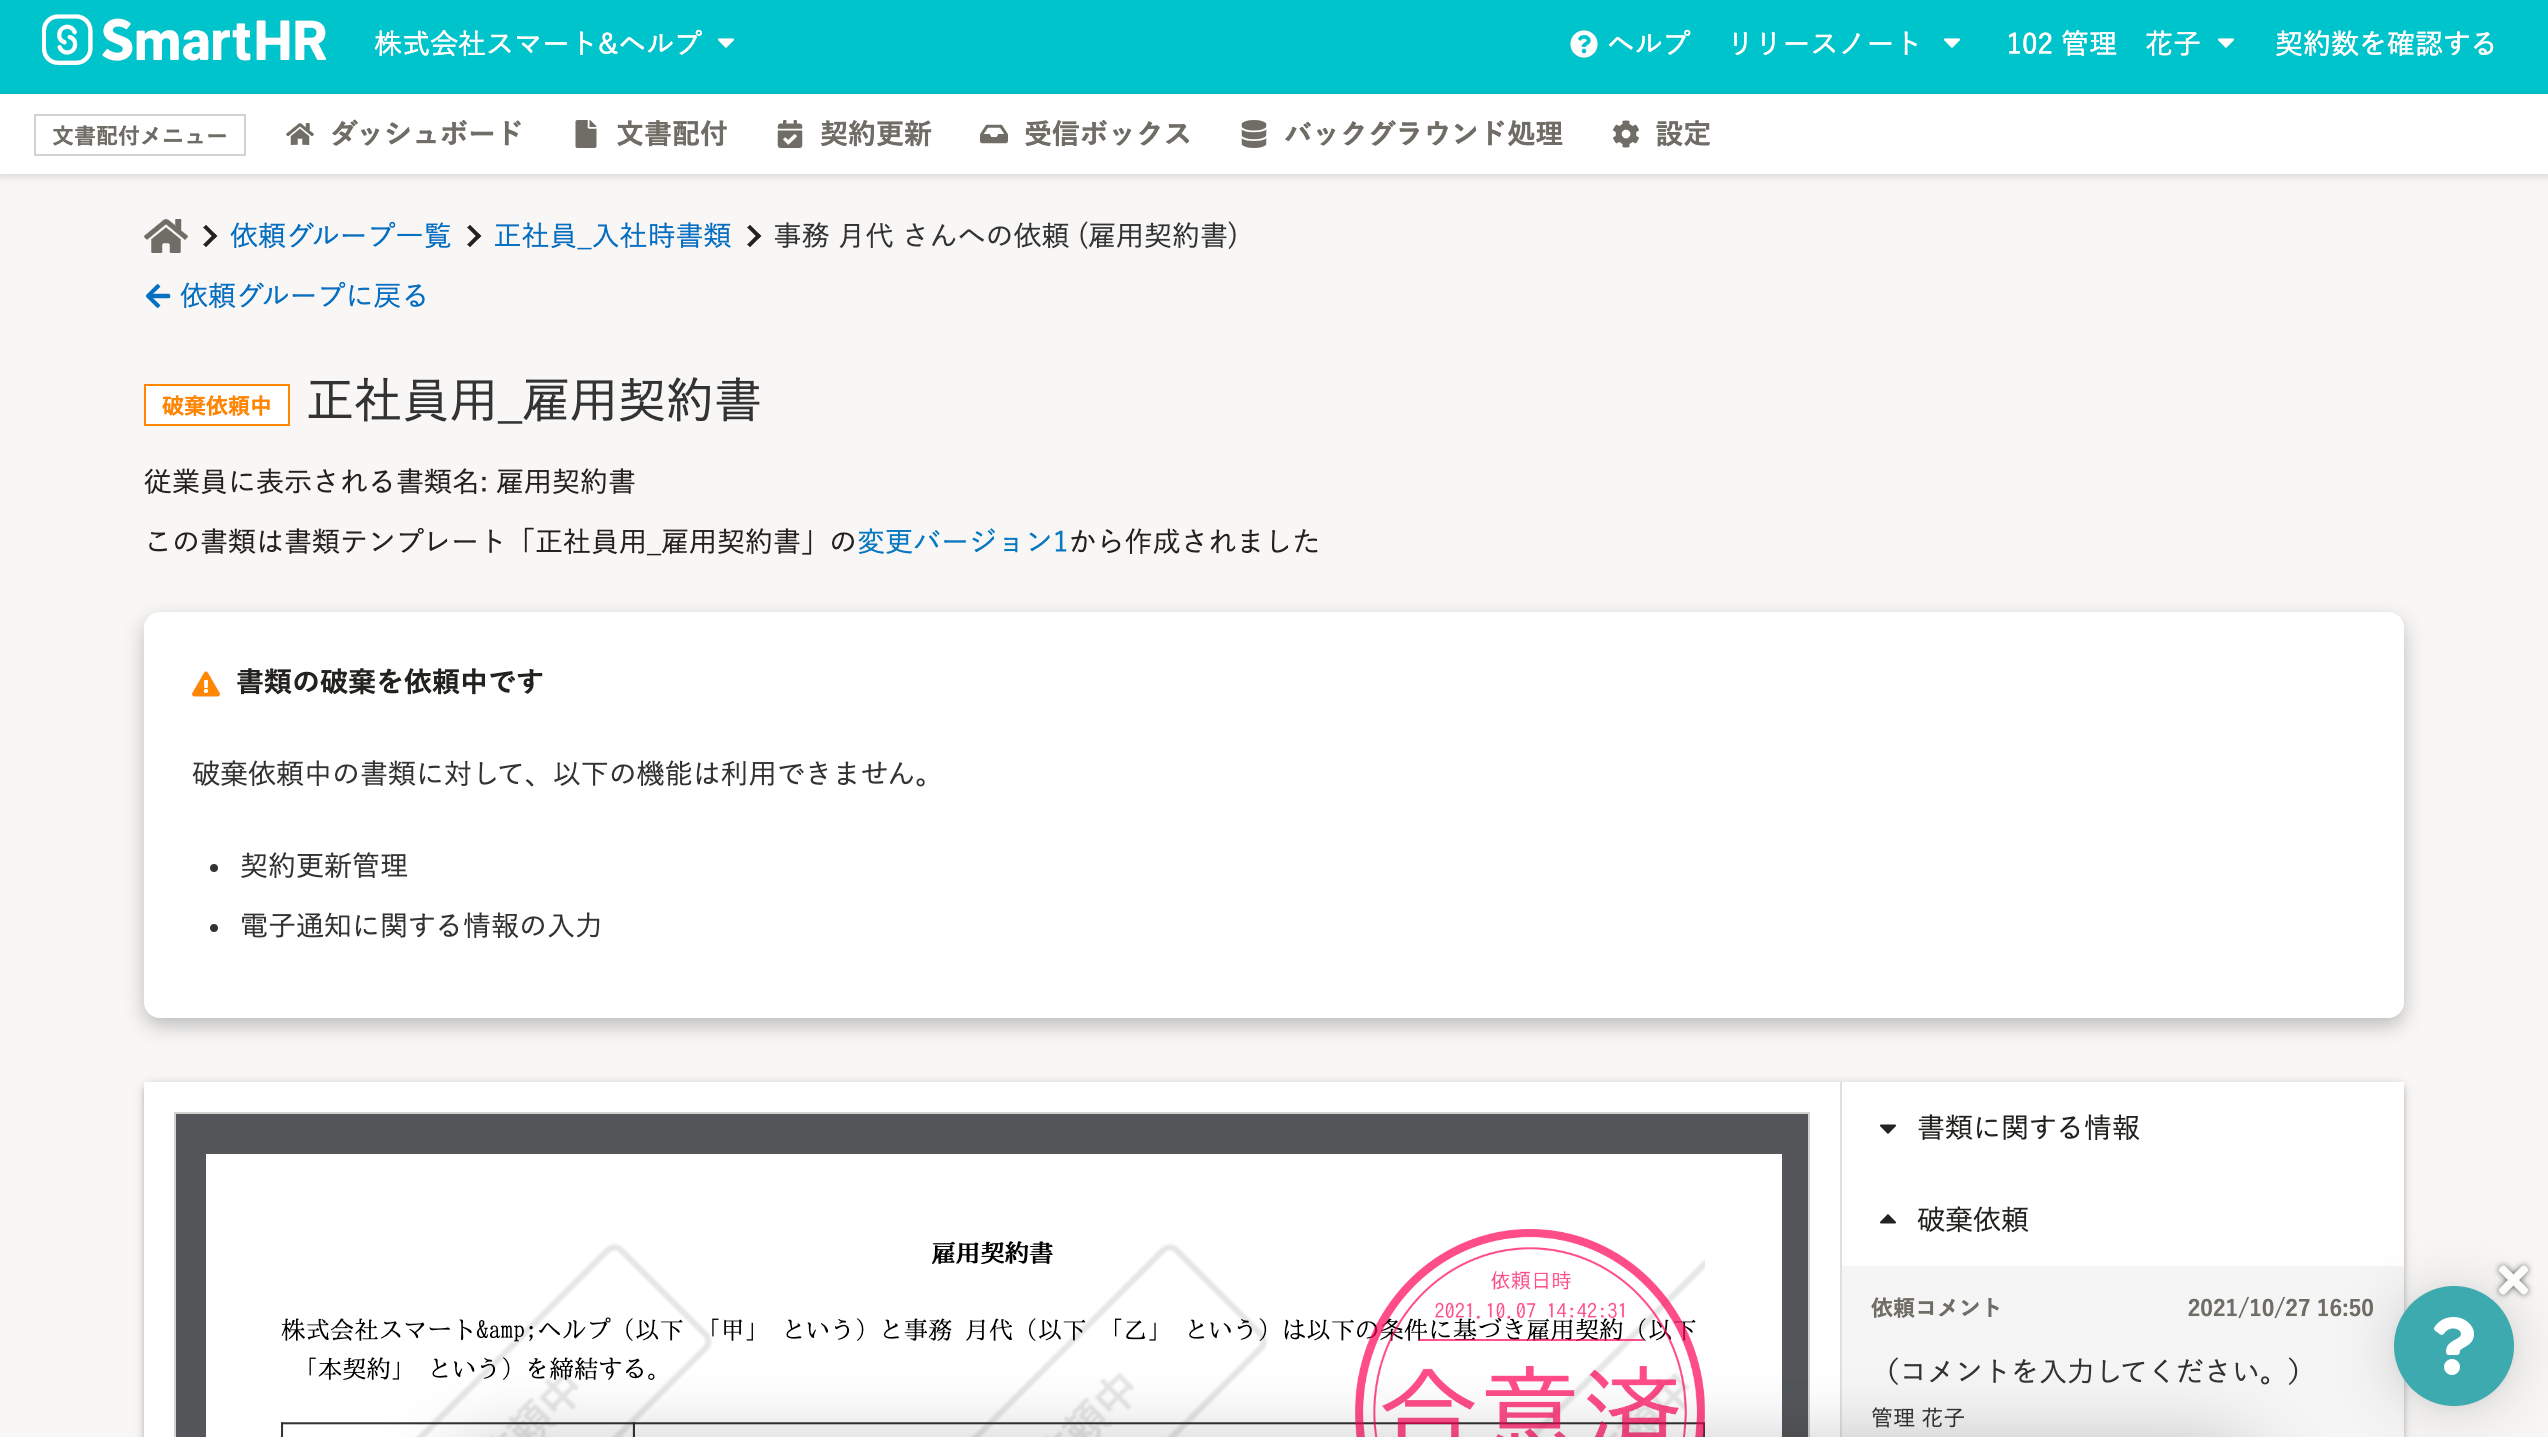 SmartHR 株式会社スマート&ヘルプ ヘルプ リリースノート 102 管理 花子 契約数を確認する
文書配付メニュー ダッシュボード 文書配付 契約更新 受信ボックス バックグラウンド処理 設定
依頼グループ一覧 正社員_入社時書類 事務 月代 さんへの依頼 (雇用契約書)
依頼グループに戻る
破棄依頼中 正社員用_雇用契約書
従業員に表示される書類名: 雇用契約書
この書類は書類テンプレート「正社員用_雇用契約書」の変更バージョン1から作成されました
書類の破棄を依頼中です
破棄依頼中の書類に対して、以下の機能は利用できません。
• 契約更新管理
• 電子通知に関する情報の入力
雇用契約書
依頼日時
2021.10.07 14:42:31
合意済
株式会社スマート&amp;ヘルプ（以下 「甲」 という）と事務 月代（以下 「乙」 という）は以下の条件に基づき雇用契約（以下
「本契約」 という）を締結する。
依頼中
依頼中
書類に関する情報
破棄依頼
依頼コメント 2021/10/27 16:50
（コメントを入力してください。）
管理 花子